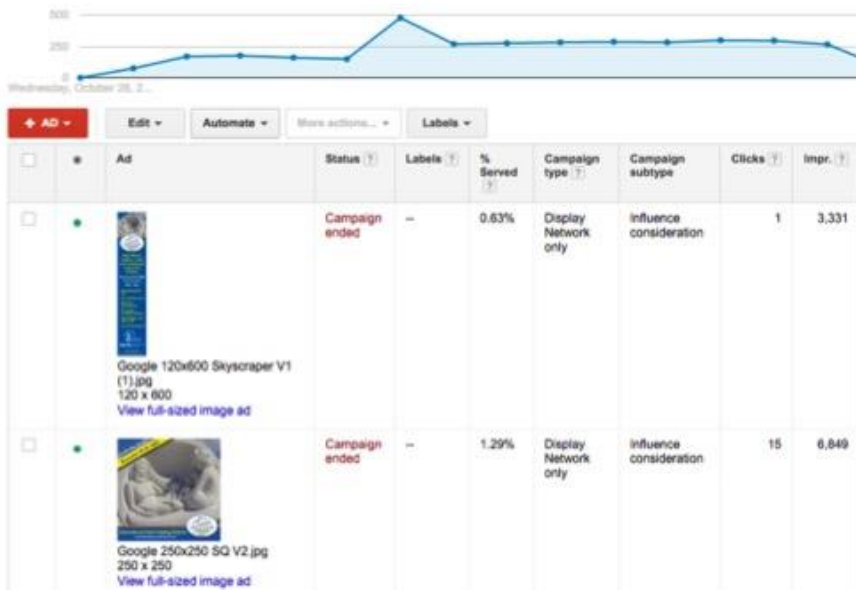 500
250
0
Wednesday, October 28, 2...
+ AD
Edit
Automate
More actions...
Labels
Ad
Status ?
Labels ?
% Served ?
Campaign type ?
Campaign subtype
Clicks ?
Impr. ?
Campaign ended
--
0.63%
Display Network only
Influence consideration
1
3,331
Google 120x600 Skyscraper V1
(1).jpg
120 x 600
View full-sized image ad
Campaign ended
--
1.29%
Display Network only
Influence consideration
15
6,849
Google 250x250 SQ V2.jpg
250 x 250
View full-sized image ad